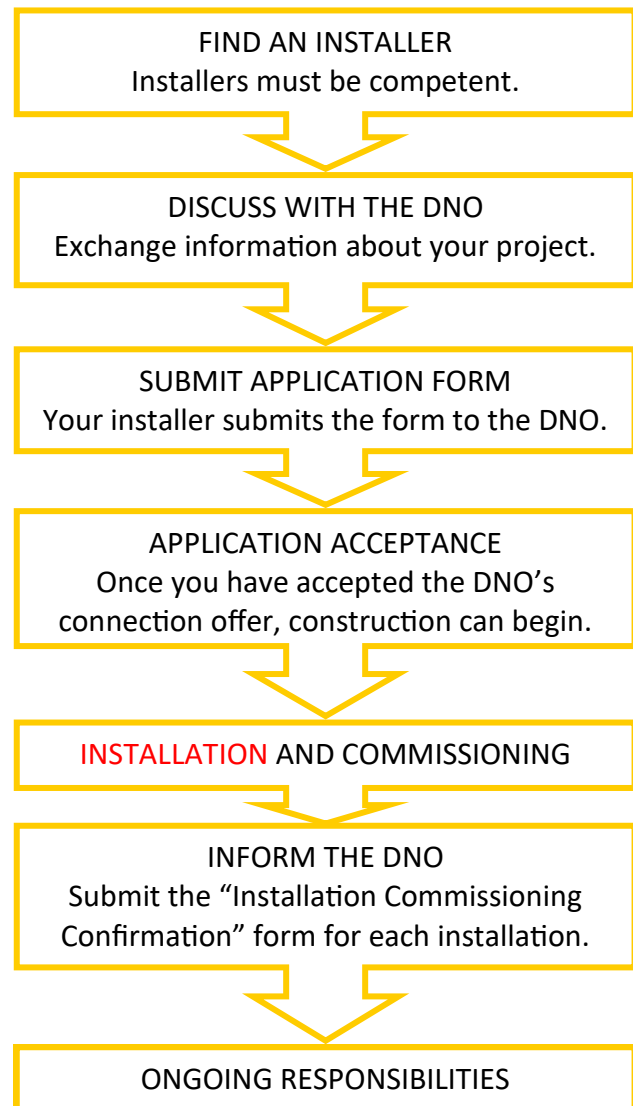 FIND AN INSTALLER
Installers must be competent.
DISCUSS WITH THE DNO
Exchange information about your project.
SUBMIT APPLICATION FORM
Your installer submits the form to the DNO.
APPLICATION ACCEPTANCE
Once you have accepted the DNO’s
connection offer, construction can begin.
INSTALLATION AND COMMISSIONING
INFORM THE DNO
Submit the “Installation Commissioning
Confirmation” form for each installation.
ONGOING RESPONSIBILITIES